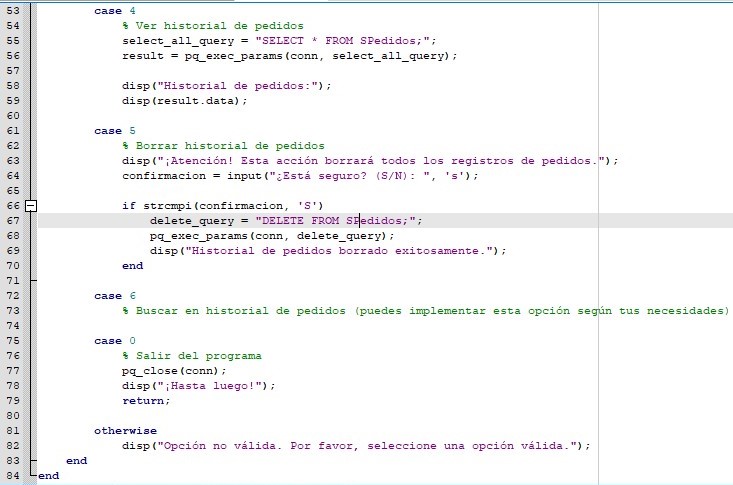 53 case 4
54 % Ver historial de pedidos
55 select_all_query = "SELECT * FROM SPedidos;";
56 result = pq_exec_params(conn, select_all_query);
57
58 disp("Historial de pedidos:");
59 disp(result.data);
60
61 case 5
62 % Borrar historial de pedidos
63 disp("¡Atención! Esta acción borrará todos los registros de pedidos.");
64 confirmacion = input("¿Está seguro? (S/N): ", 's');
65
66 if strcmpi(confirmacion, 'S')
67 delete_query = "DELETE FROM SPedidos;";
68 pq_exec_params(conn, delete_query);
69 disp("Historial de pedidos borrado exitosamente.");
70 end
71
72 case 6
73 % Buscar en historial de pedidos (puedes implementar esta opción según tus necesidades)
74
75 case 0
76 % Salir del programa
77 pq_close(conn);
78 disp("¡Hasta luego!");
79 return;
80
81 otherwise
82 disp("Opción no válida. Por favor, seleccione una opción válida.");
83 end
84 end